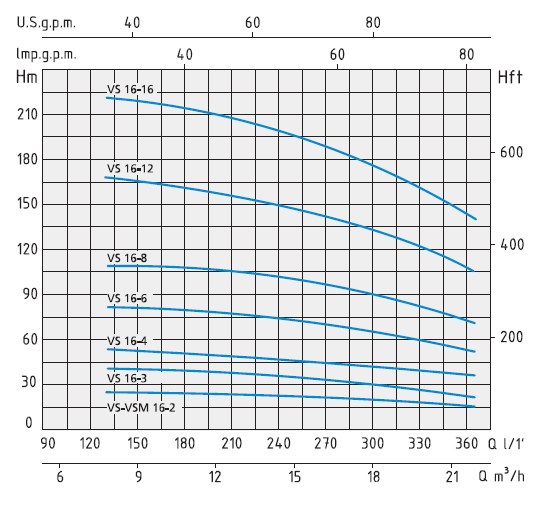 U.S.g.p.m. 40 60 80
Imp.g.p.m. 40 60 80
Hm Hft
VS 16-16
210
180 600
VS 16-12
150
120 400
VS 16-8
90
VS 16-6
60 200
VS 16-4
30 VS 16-3
VS-VSM 16-2
0
90 120 150 180 210 240 270 300 330 360 Q l/1'
6 9 12 15 18 21 Q m³/h